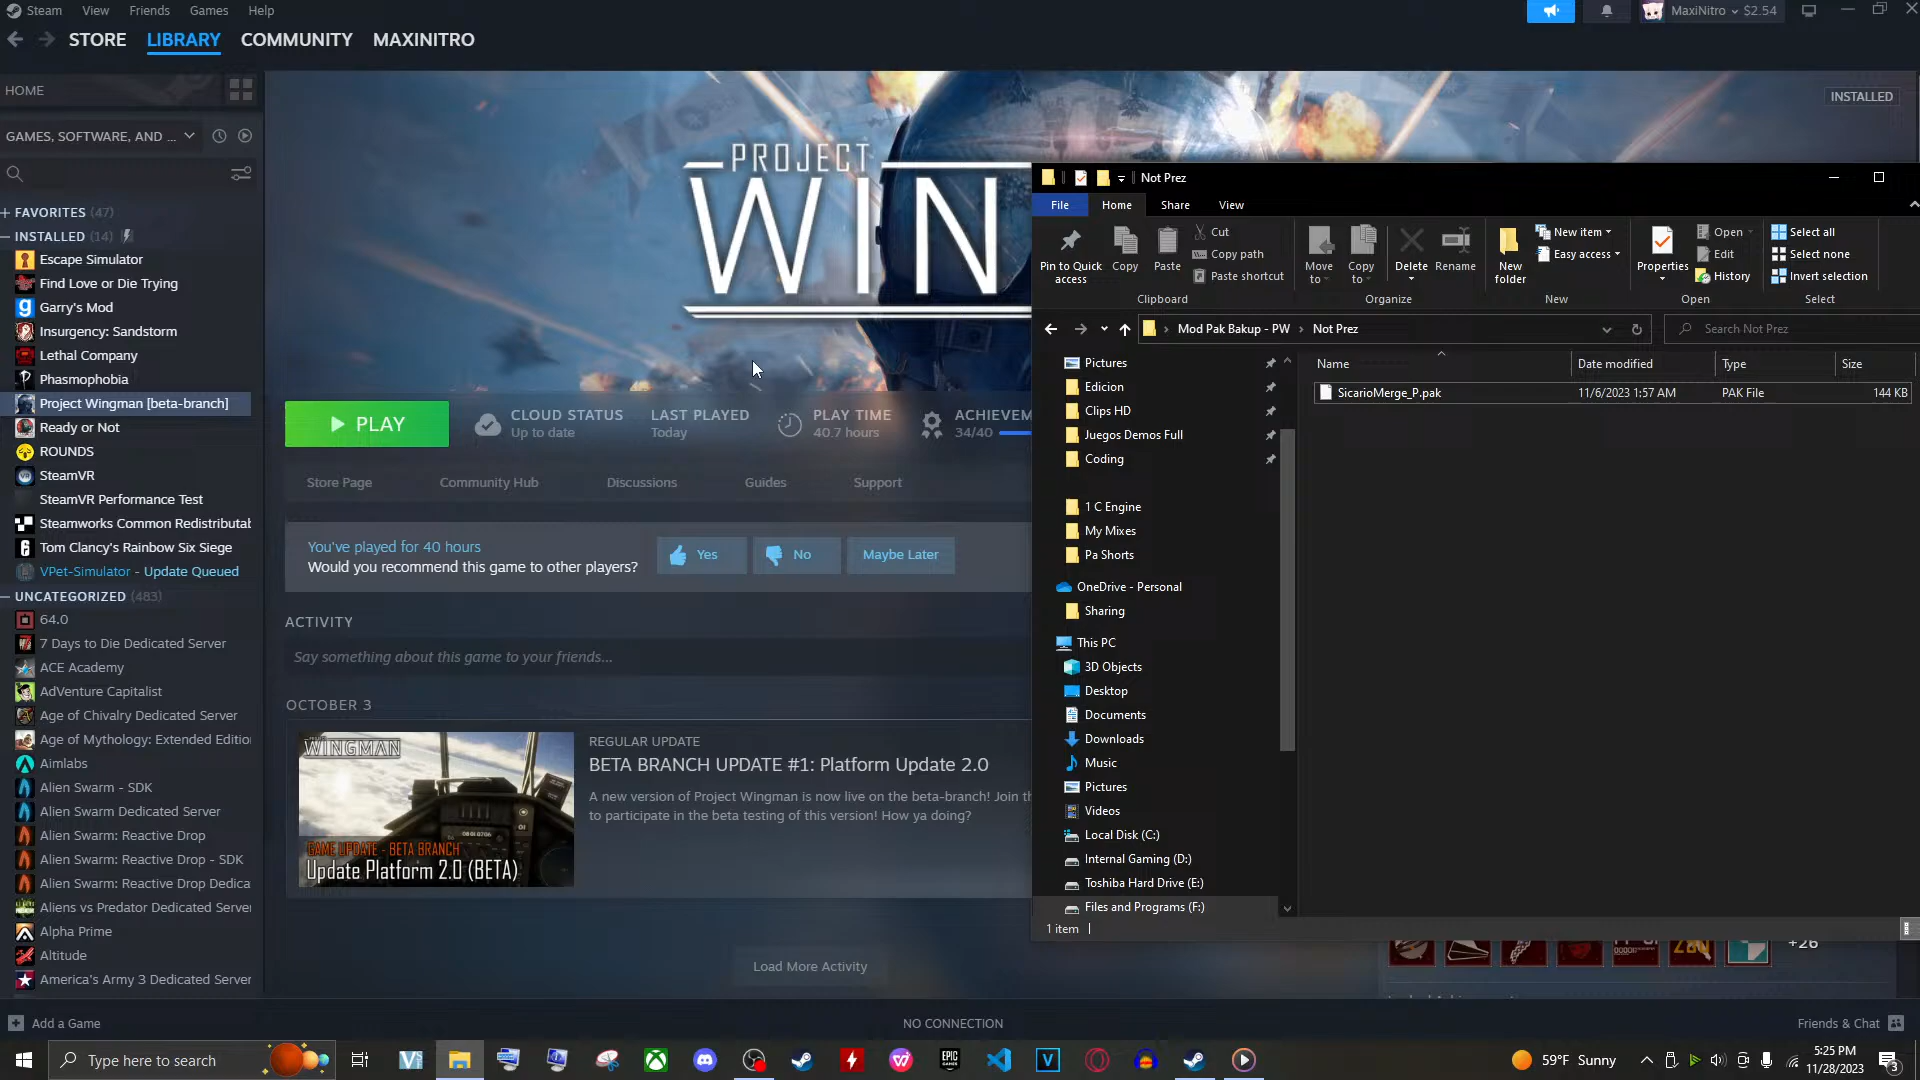 Steam View Friends Games Help
MaxiNitro $2.54
STORE LIBRARY COMMUNITY MAXINITRO
HOME
GAMES, SOFTWARE, AND ...
FAVORITES (47)
INSTALLED (14)
Escape Simulator
Find Love or Die Trying
Garry's Mod
Insurgency: Sandstorm
Lethal Company
Phasmophobia
Project Wingman [beta-branch]
Ready or Not
ROUNDS
SteamVR
SteamVR Performance Test
Steamworks Common Redistributab
Tom Clancy's Rainbow Six Siege
VPet-Simulator - Update Queued
UNCATEGORIZED (483)
64.0
7 Days to Die Dedicated Server
ACE Academy
AdVenture Capitalist
Age of Chivalry Dedicated Server
Age of Mythology: Extended Editio
Aimlabs
Alien Swarm - SDK
Alien Swarm Dedicated Server
Alien Swarm: Reactive Drop
Alien Swarm: Reactive Drop - SDK
Alien Swarm: Reactive Drop Dedica
Aliens vs Predator Dedicated Serve
Alpha Prime
Altitude
America's Army 3 Dedicated Server
Add a Game
INSTALLED
PROJECT
WIN
PLAY
CLOUD STATUS
Up to date
LAST PLAYED
Today
PLAY TIME
40.7 hours
ACHIEVEM
34/40
Store Page Community Hub Discussions Guides Support
You've played for 40 hours
Would you recommend this game to other players?
Yes No Maybe Later
ACTIVITY
Say something about this game to your friends...
OCTOBER 3
WINGMAN
GAME UPDATE - BETA BRANCH
Update Platform 2.0 (BETA)
REGULAR UPDATE
BETA BRANCH UPDATE #1: Platform Update 2.0
A new version of Project Wingman is now live on the beta-branch! Join th
to participate in the beta testing of this version! How ya doing?
Load More Activity
+26
NO CONNECTION
Friends & Chat
Not Prez
File Home Share View
Pin to Quick access
Copy
Paste
Cut
Copy path
Paste shortcut
Clipboard
Move to
Copy to
Delete
Rename
Organize
New folder
New item
Easy access
New
Properties
Open
Edit
History
Open
Select all
Select none
Invert selection
Select
Mod Pak Bakup - PW Not Prez
Search Not Prez
Name Date modified Type Size
SicarioMerge_P.pak 11/6/2023 1:57 AM PAK File 144 KB
Pictures
Edicion
Clips HD
Juegos Demos Full
Coding
1 C Engine
My Mixes
Pa Shorts
OneDrive - Personal
Sharing
This PC
3D Objects
Desktop
Documents
Downloads
Music
Pictures
Videos
Local Disk (C:)
Internal Gaming (D:)
Toshiba Hard Drive (E:)
Files and Programs (F:)
1 item
Type here to search
59°F Sunny
5:25 PM
11/28/2023
3